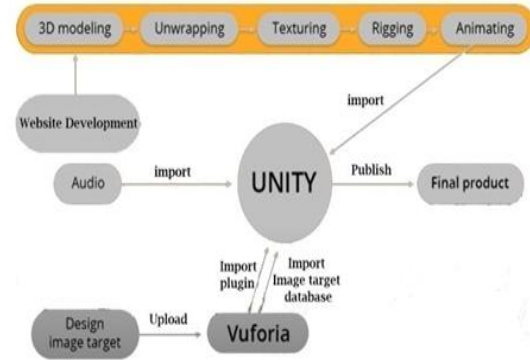 3D modeling
Unwrapping
Texturing
Rigging
Animating
Website Development
import
Audio
import
UNITY
Publish
Final product
Import
plugin
Import
Image target
database
Design
image target
Upload
Vuforia